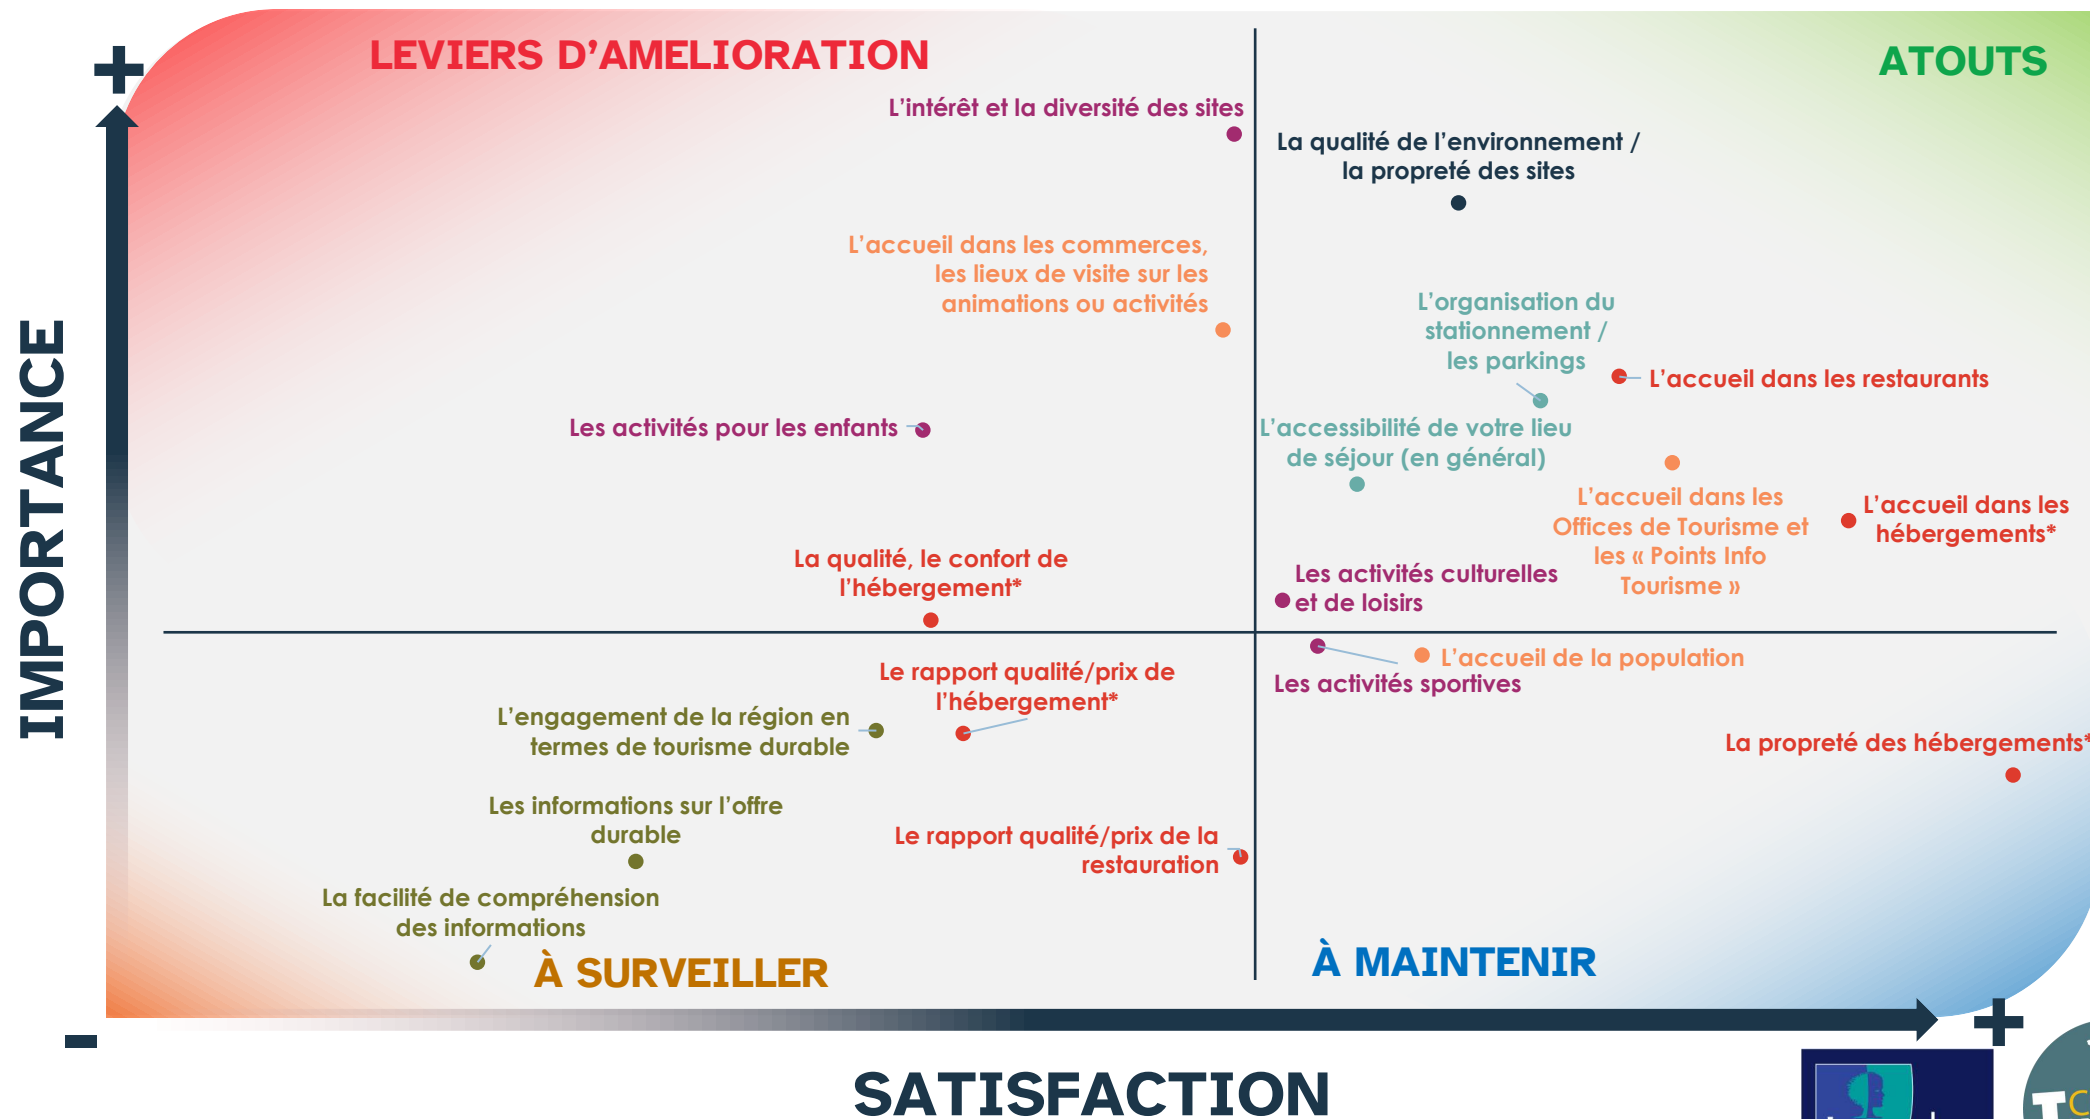 LEVIERS D’AMELIORATION
ATOUTS
+
L’intérêt et la diversité des sites
La qualité de l’environnement /
la propreté des sites
L’accueil dans les commerces,
les lieux de visite sur les
animations ou activités
L’organisation du
stationnement /
les parkings
L’accueil dans les restaurants
Les activités pour les enfants
L’accessibilité de votre lieu
de séjour (en général)
L’accueil dans les
Offices de Tourisme et
les « Points Info
Tourisme »
L’accueil dans les
hébergements*
La qualité, le confort de
l’hébergement*
Les activités culturelles
et de loisirs
IMPORTANCE
L’accueil de la population
Les activités sportives
Le rapport qualité/prix de
l’hébergement*
L’engagement de la région en
termes de tourisme durable
La propreté des hébergements*
Les informations sur l’offre
durable
Le rapport qualité/prix de la
restauration
La facilité de compréhension
des informations
À SURVEILLER
À MAINTENIR
-
+
SATISFACTION